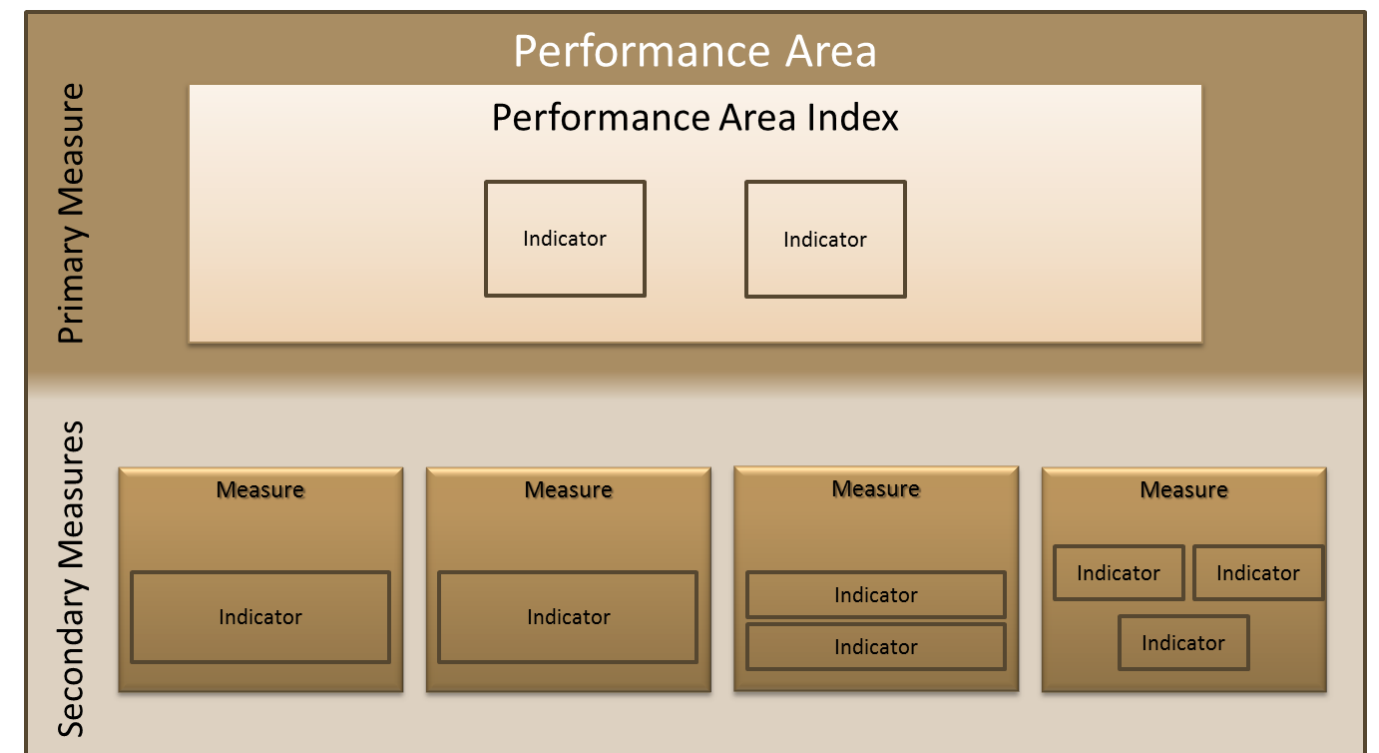 Performance Area
Primary Measure
Performance Area Index
Indicator
Indicator
Secondary Measures
Measure
Indicator
Measure
Indicator
Measure
Indicator
Indicator
Measure
Indicator
Indicator
Indicator